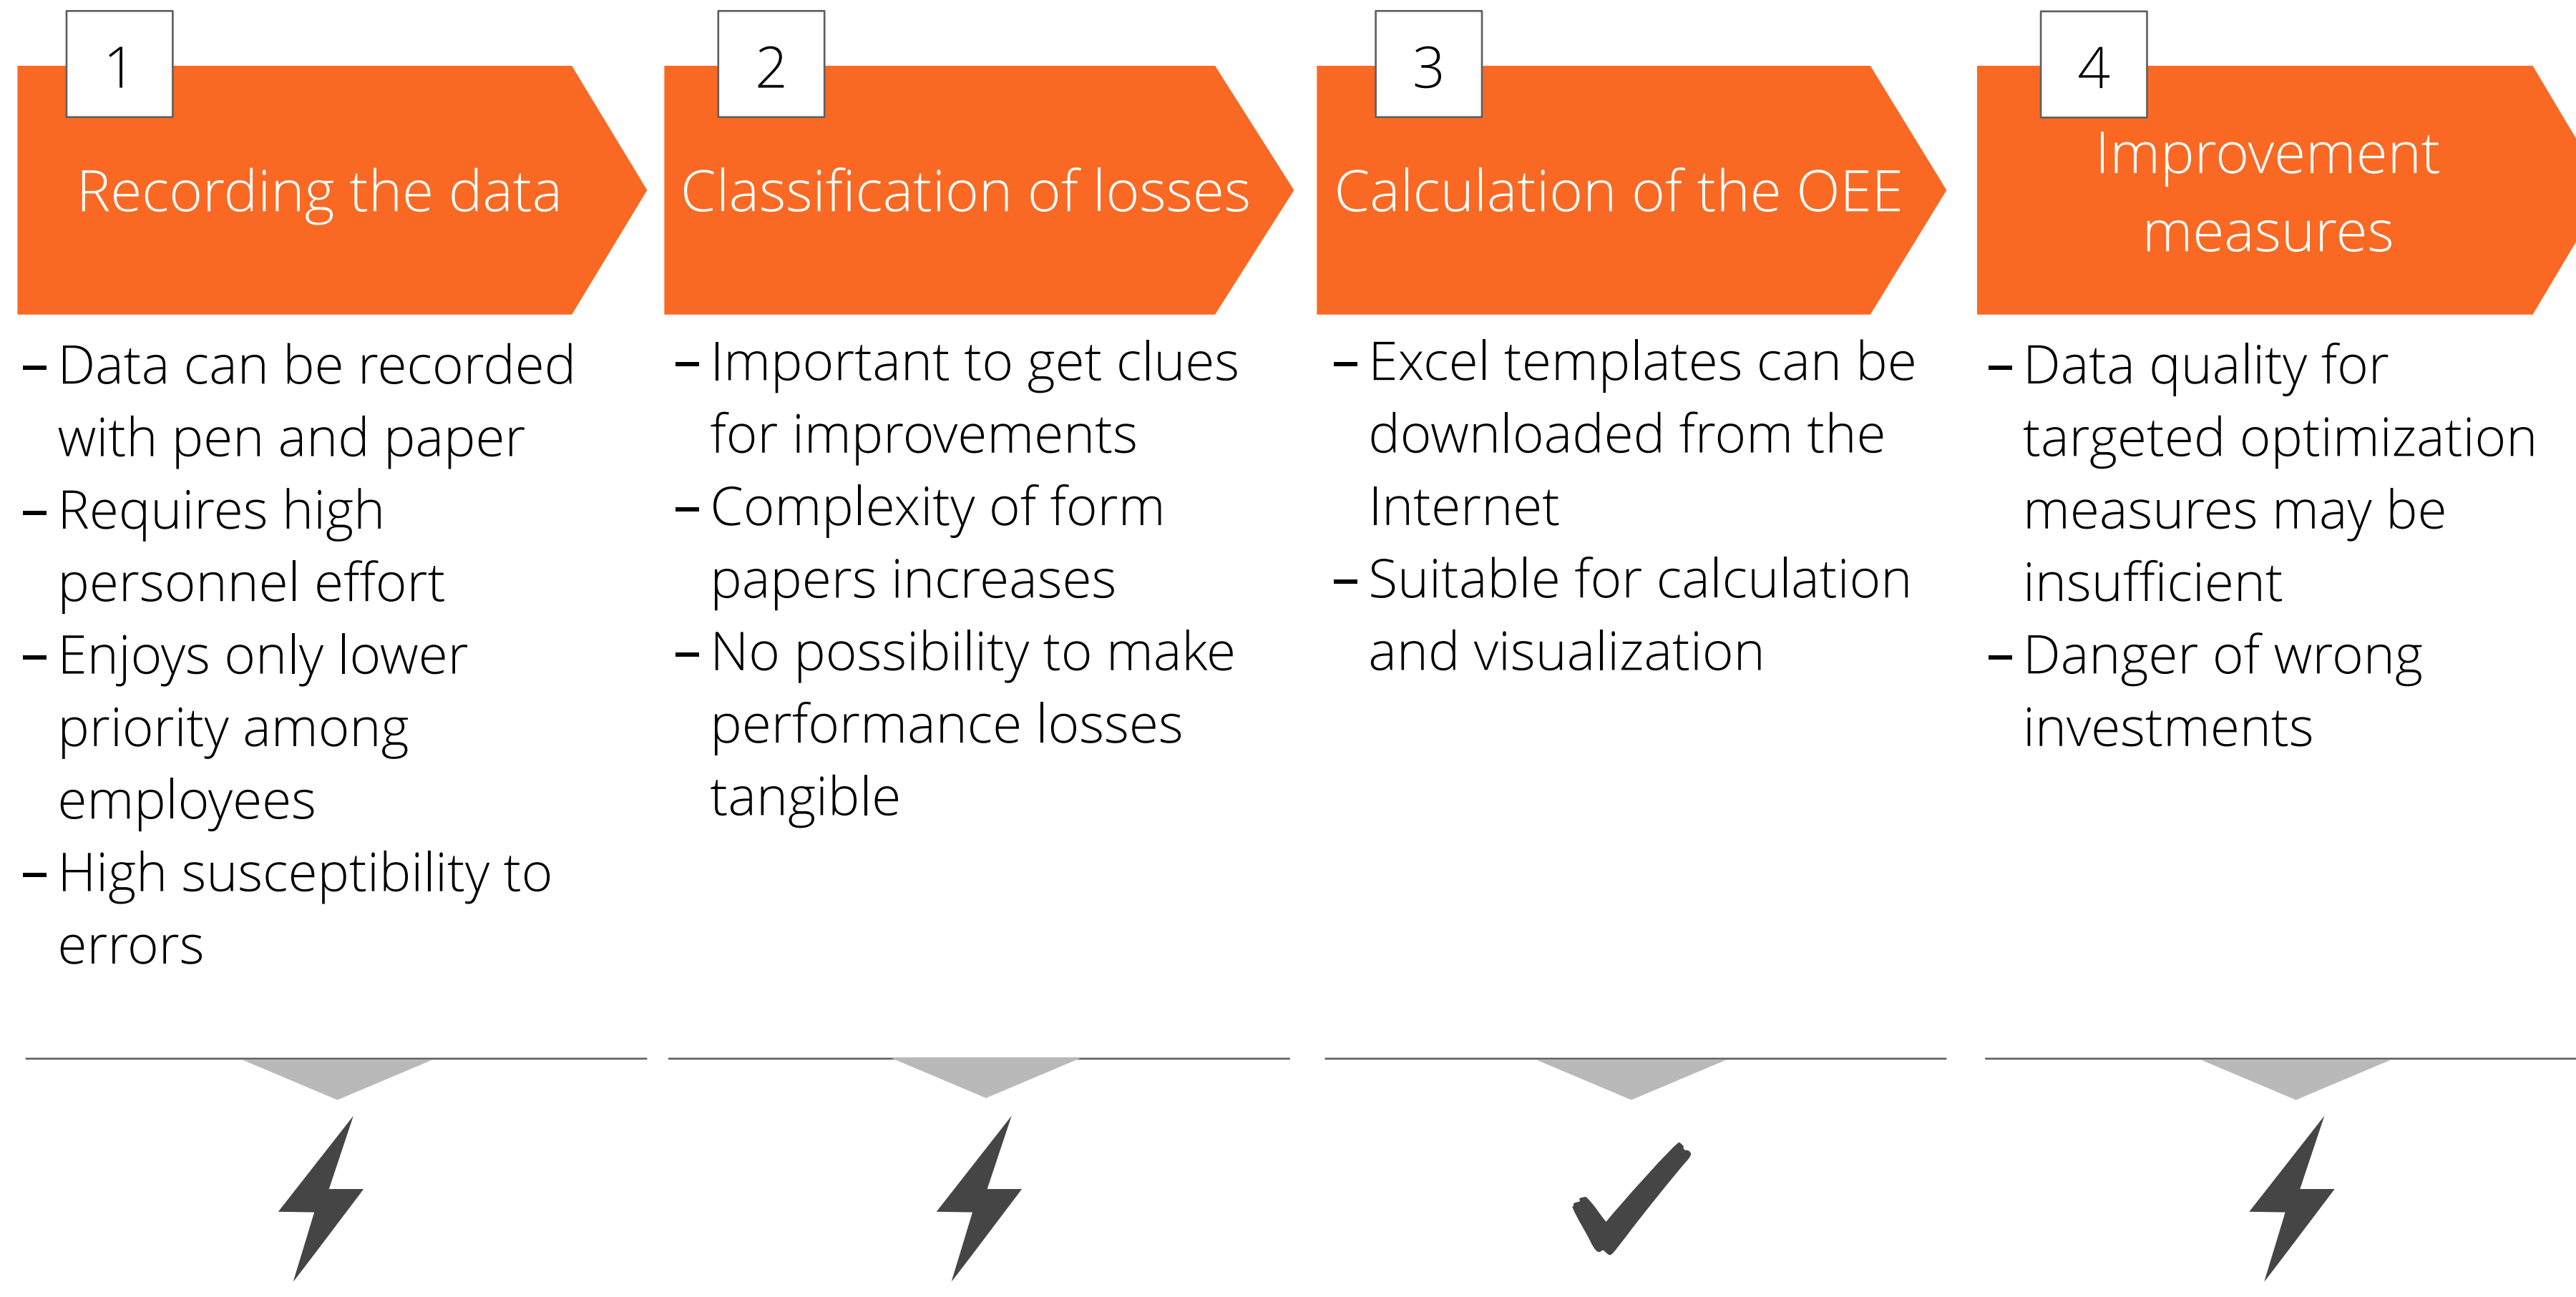 1
Recording the data
– Data can be recorded
with pen and paper
– Requires high
personnel effort
– Enjoys only lower
priority among
employees
– High susceptibility to
errors
2
Classification of losses
– Important to get clues
for improvements
– Complexity of form
papers increases
– No possibility to make
performance losses
tangible
3
Calculation of the OEE
– Excel templates can be
downloaded from the
Internet
– Suitable for calculation
and visualization
4
Improvement
measures
– Data quality for
targeted optimization
measures may be
insufficient
– Danger of wrong
investments